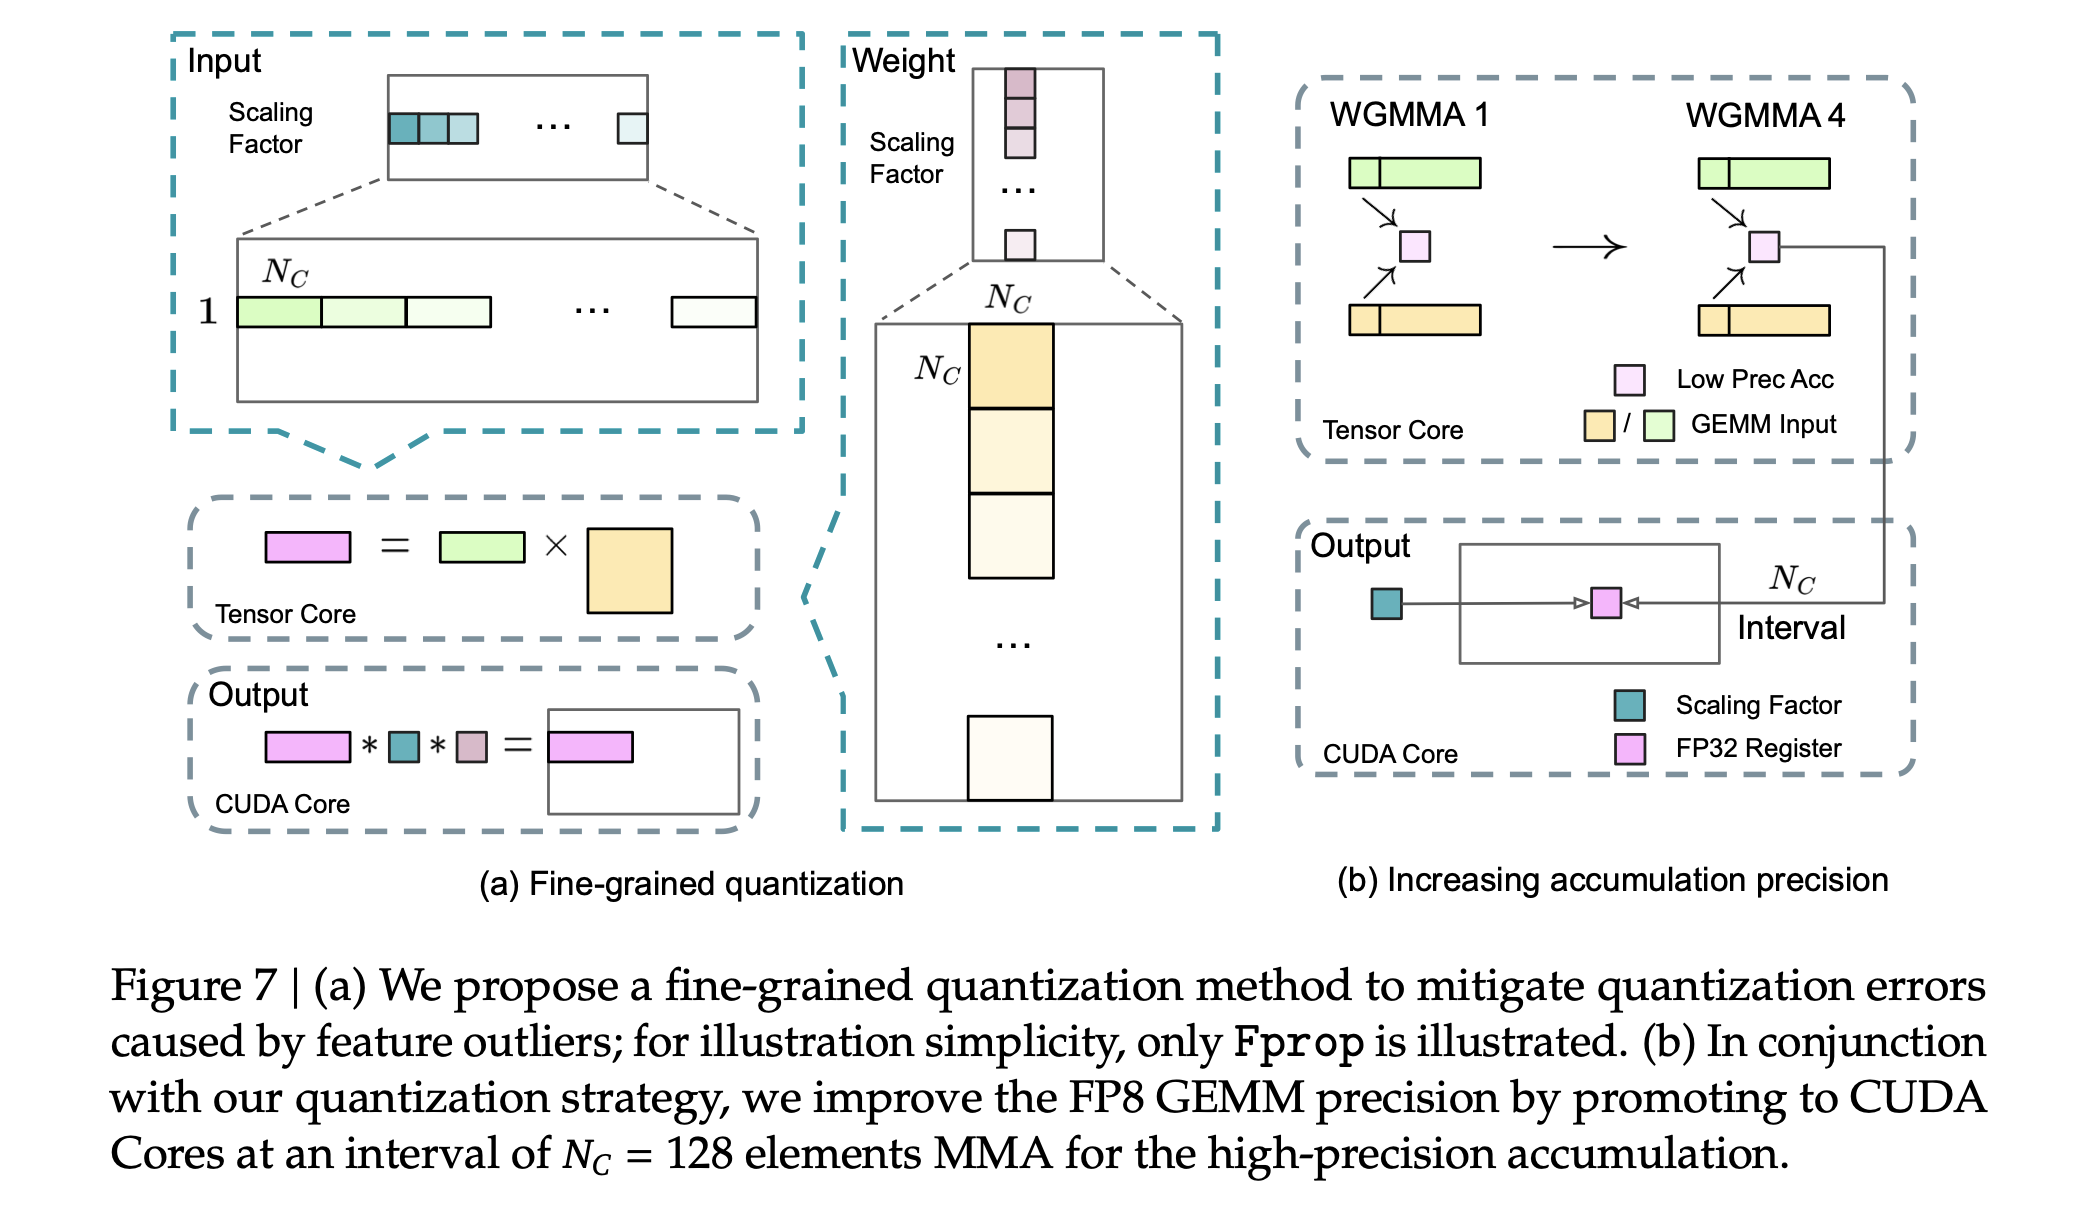 Input
Scaling
Factor
...
N_C
1
...
Tensor Core
= ×
Output
* * =
CUDA Core
Weight
Scaling
Factor
...
N_C
N_C
...
(a) Fine-grained quantization
WGMMA 1
WGMMA 4
Low Prec Acc
/ GEMM Input
Tensor Core
Output
N_C
Interval
Scaling Factor
FP32 Register
CUDA Core
(b) Increasing accumulation precision
Figure 7 | (a) We propose a fine-grained quantization method to mitigate quantization errors
caused by feature outliers; for illustration simplicity, only Fprop is illustrated. (b) In conjunction
with our quantization strategy, we improve the FP8 GEMM precision by promoting to CUDA
Cores at an interval of N_C = 128 elements MMA for the high-precision accumulation.